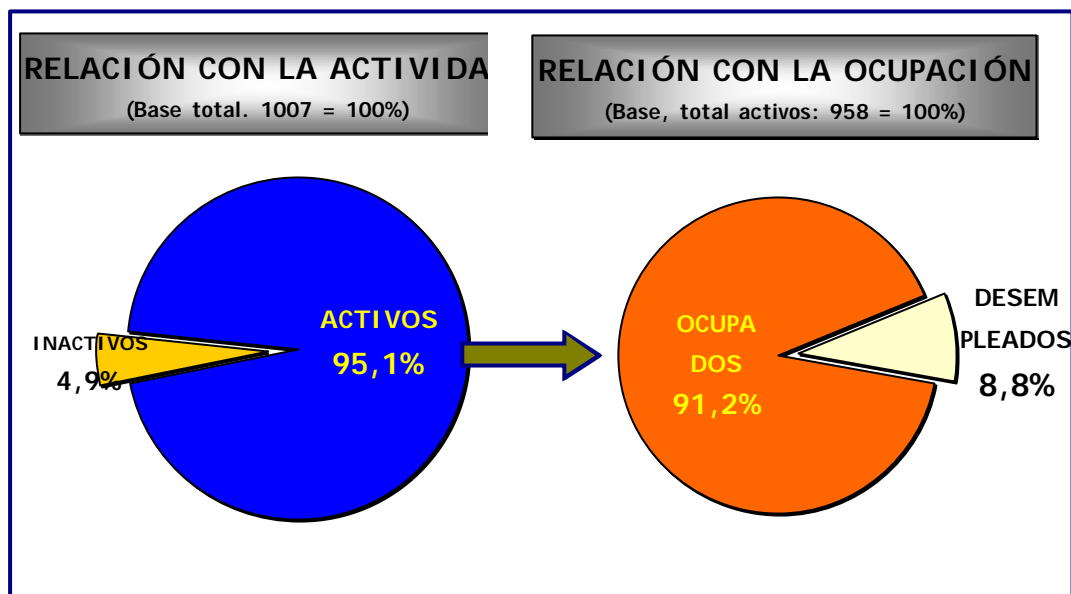 RELACIÓN CON LA ACTIVIDA
(Base total. 1007 = 100%)
RELACIÓN CON LA OCUPACIÓN
(Base, total activos: 958 = 100%)
INACTIVOS
4,9%
ACTIVOS
95,1%
OCUPA
DOS
91,2%
DESEM
PLEADOS
8,8%